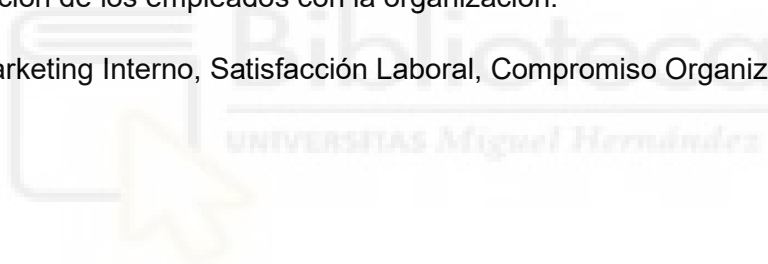 ción de los empleados con la organización.
arketing Interno, Satisfacción Laboral, Compromiso Organiz
Biblioteca
UNIVERSITAS Miguel Hernández